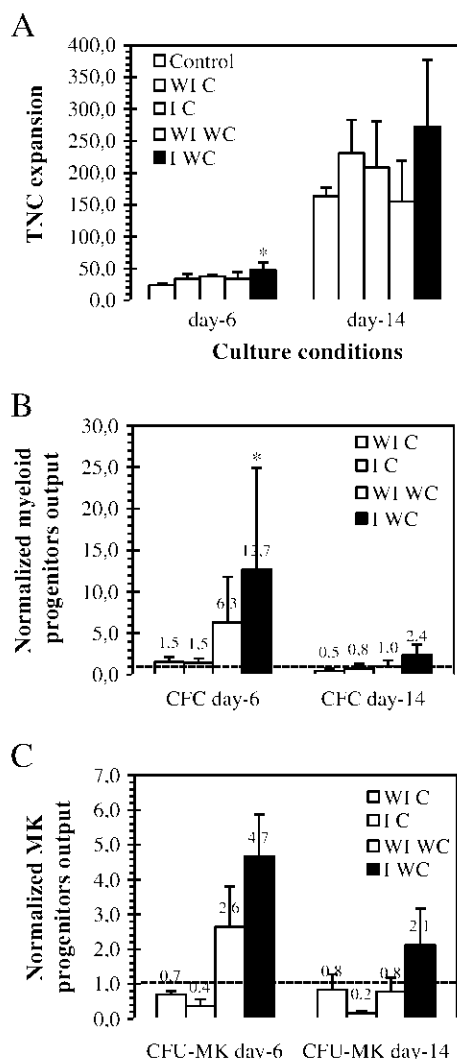 A
TNC expansion
400,0
350,0
300,0
250,0
200,0
150,0
100,0
50,0
0,0
Control
WI C
I C
WI WC
I WC
*
day-6
day-14
Culture conditions
B
Normalized myeloid
progenitors output
30,0
25,0
20,0
15,0
10,0
5,0
0,0
WI C
I C
WI WC
I WC
*
1.5
1,5
6,3
12,7
0.5
0.8
1.0
2.4
CFC day-6
CFC day-14
C
Normalized MK
progenitors output
7.0
6.0
5.0
4.0
3.0
2.0
1.0
0.0
WI C
I C
WI WC
I WC
0.7
0.4
2.6
4.7
0.8
0.2
0.8
2.1
CFU-MK day-6
CFU-MK day-14